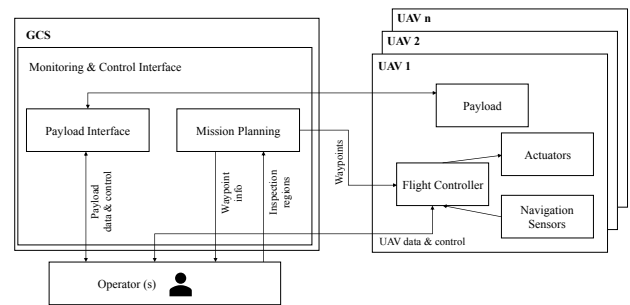 GCS
Monitoring & Control Interface
Payload Interface
Mission Planning
Payload
data & control
Waypoint
info
Inspection
regions
Waypoints
UAV data & control
Operator (s)
UAV n
UAV 2
UAV 1
Payload
Actuators
Flight Controller
Navigation
Sensors